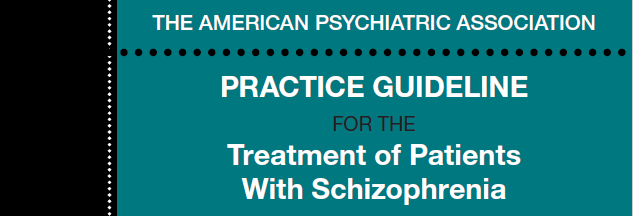 THE AMERICAN PSYCHIATRIC ASSOCIATION
PRACTICE GUIDELINE
FOR THE
Treatment of Patients
With Schizophrenia